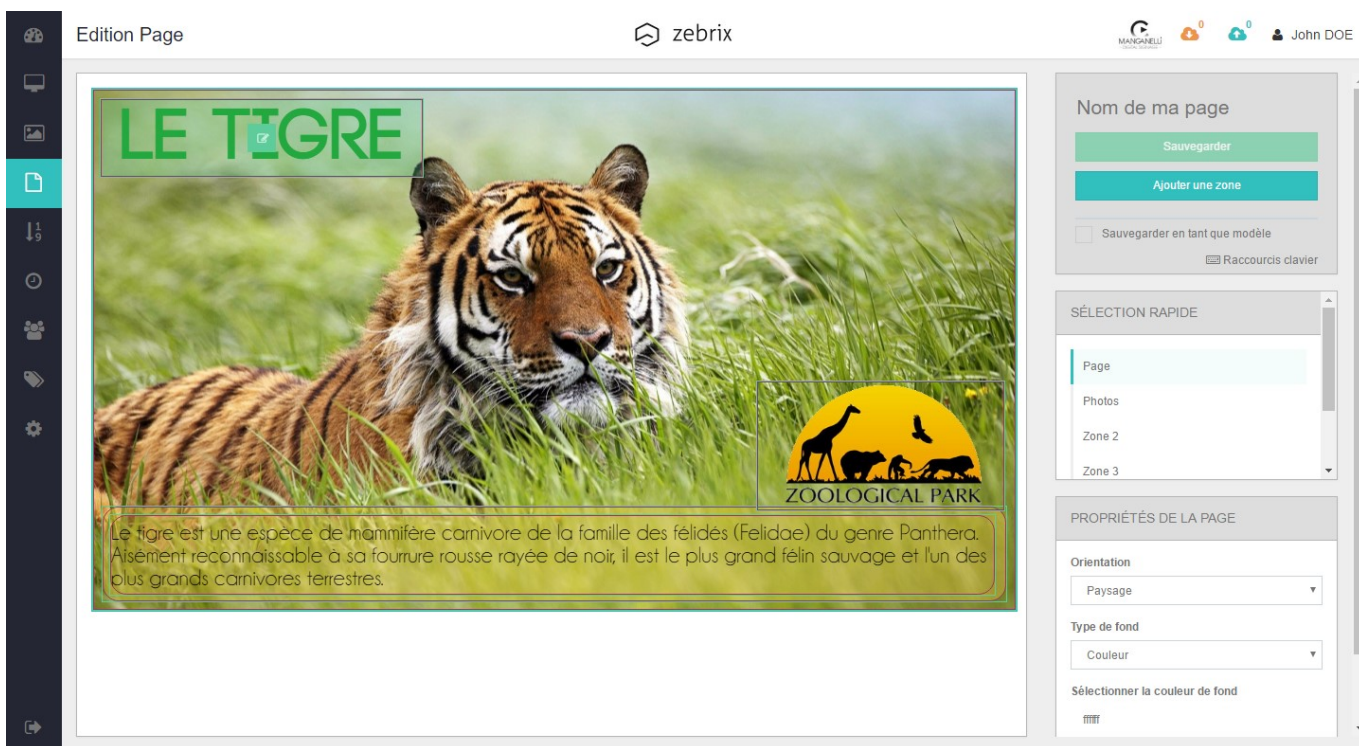 Edition Page
zebrix
MANGANELLI
0
0
John DOE
LE TIGRE
ZOOLOGICAL PARK
Le tigre est une espèce de mammifère carnivore de la famille des félidés (Felidae) du genre Panthera.
Aisément reconnaissable à sa fourrure rousse rayée de noir, il est le plus grand félin sauvage et l'un des
plus grands carnivores terrestres.
Nom de ma page
Sauvegarder
Ajouter une zone
Sauvegarder en tant que modèle
Raccourcis clavier
SÉLECTION RAPIDE
Page
Photos
Zone 2
Zone 3
PROPRIÉTÉS DE LA PAGE
Orientation
Paysage
Type de fond
Couleur
Sélectionner la couleur de fond
ffffff